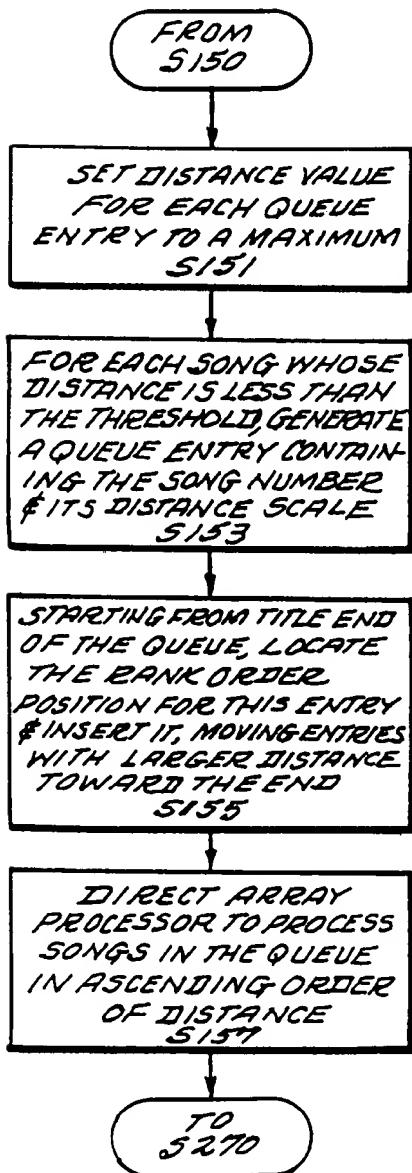 FROM
S150
SET DISTANCE VALUE
FOR EACH QUEUE
ENTRY TO A MAXIMUM
S151
FOR EACH SONG WHOSE
DISTANCE IS LESS THAN
THE THRESHOLD, GENERATE
A QUEUE ENTRY CONTAIN-
ING THE SONG NUMBER
& ITS DISTANCE SCALE
S153
STARTING FROM TITLE END
OF THE QUEUE, LOCATE
THE RANK ORDER
POSITION FOR THIS ENTRY
& INSERT IT, MOVING ENTRIES
WITH LARGER DISTANCE
TOWARD THE END
S155
DIRECT ARRAY
PROCESSOR TO PROCESS
SONGS IN THE QUEUE
IN ASCENDING ORDER
OF DISTANCE
S157
TO
S270